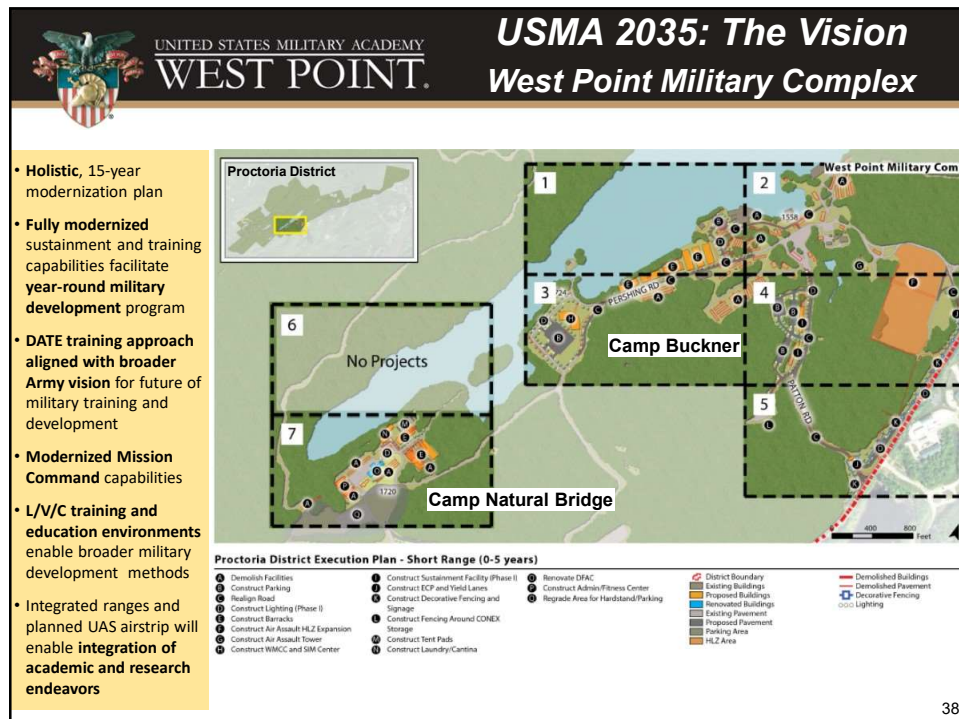 UNITED STATES MILITARY ACADEMY
WEST POINT.
USMA 2035: The Vision
West Point Military Complex
• Holistic, 15-year
modernization plan
• Fully modernized
sustainment and training
capabilities facilitate
year-round military
development program
• DATE training approach
aligned with broader
Army vision for future of
military training and
development
• Modernized Mission
Command capabilities
• L/V/C training and
education environments
enable broader military
development methods
• Integrated ranges and
planned UAS airstrip will
enable integration of
academic and research
endeavors
Proctoria District
West Point Military Com
1
2
3
4
5
6
7
1558
PERSHING RD
PATTON RD
Camp Buckner
No Projects
1720
Camp Natural Bridge
400 800
Feet
Proctoria District Execution Plan - Short Range (0-5 years)
A Demolish Facilities
B Construct Parking
C Realign Road
D Construct Lighting (Phase I)
E Construct Barracks
F Construct Air Assault HLZ Expansion
G Construct Air Assault Tower
H Construct WMCC and SIM Center
I Construct Sustainment Facility (Phase I)
J Construct ECP and Yield Lanes
K Construct Decorative Fencing and
Signage
L Construct Fencing Around CONEX
Storage
M Construct Tent Pads
N Construct Laundry/Cantina
O Renovate DFAC
P Construct Admin/Fitness Center
Q Regrade Area for Hardstand/Parking
District Boundary
Existing Buildings
Proposed Buildings
Renovated Buildings
Existing Pavement
Proposed Pavement
Parking Area
HLZ Area
Demolished Buildings
Demolished Pavement
Decorative Fencing
Lighting
38